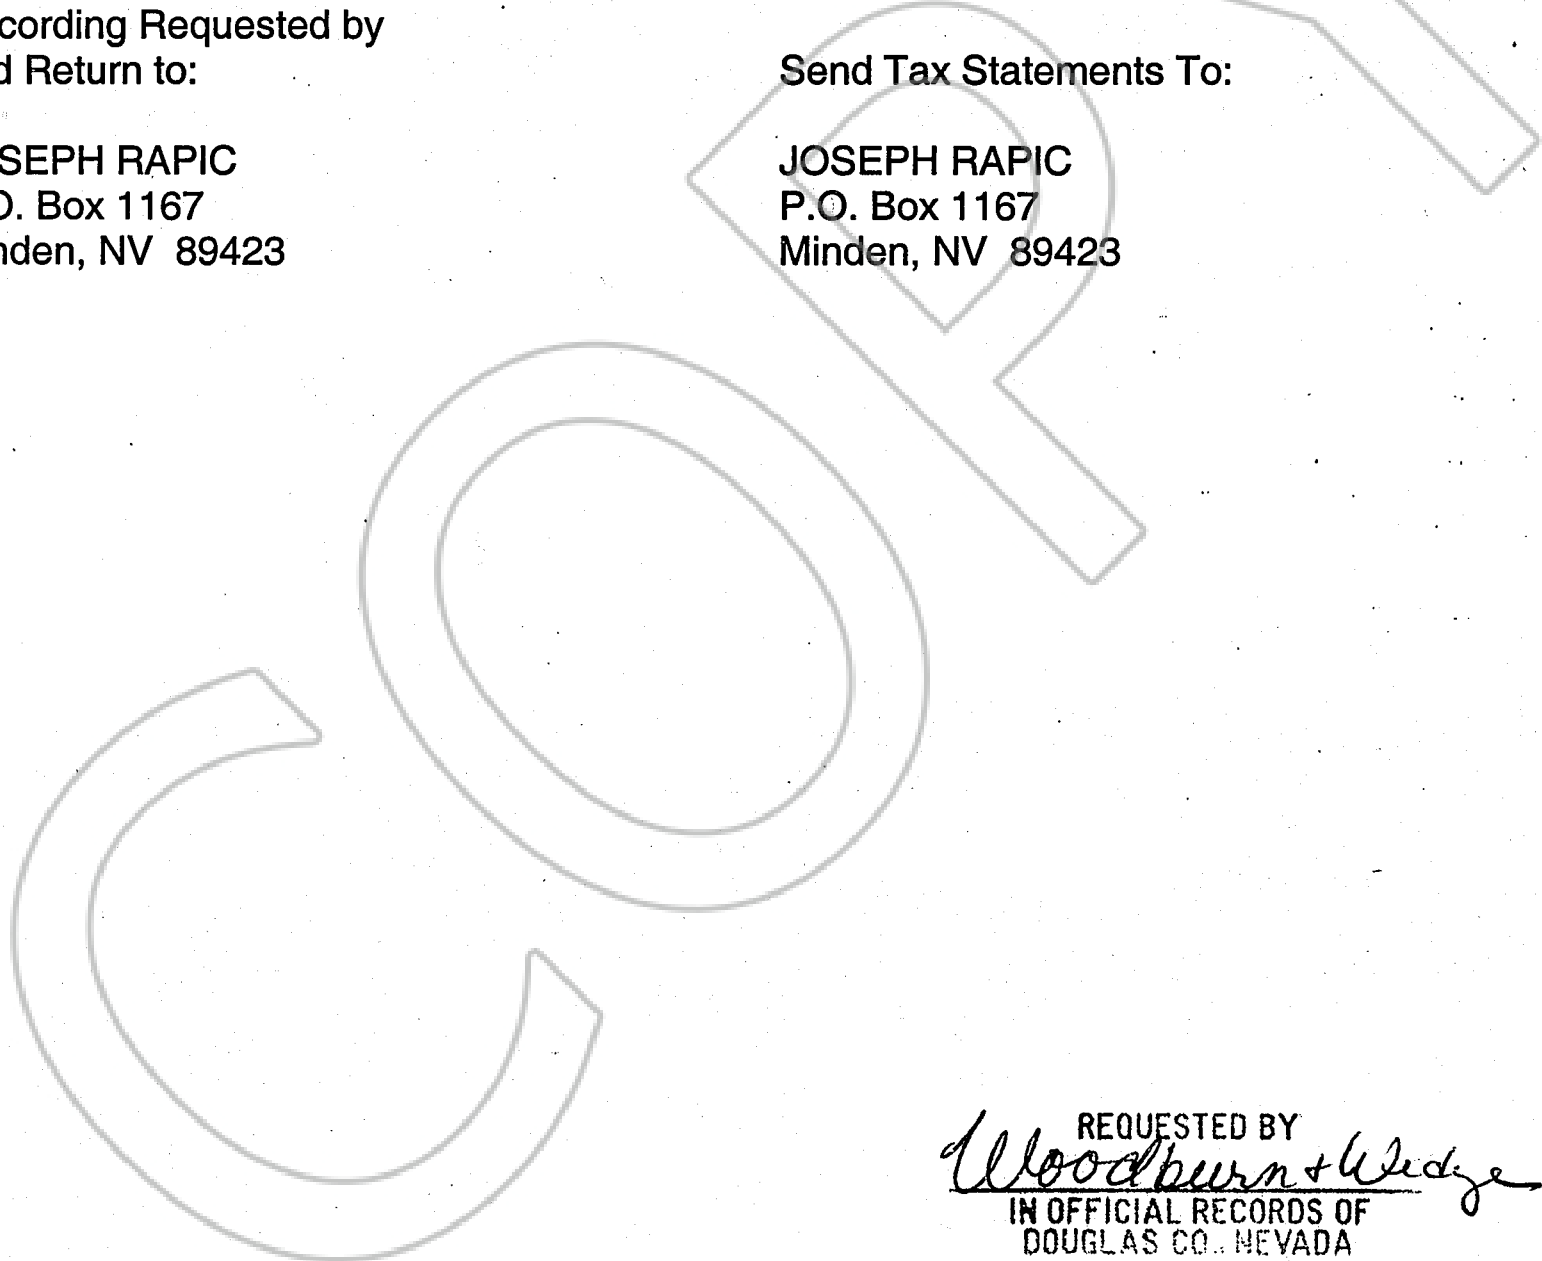 cording Requested by
d Return to:
SEPH RAPIC
O. Box 1167
nden, NV 89423
Send Tax Statements To:
JOSEPH RAPIC
P.O. Box 1167
Minden, NV 89423
COPY
REQUESTED BY
Woodburn & Wedge
IN OFFICIAL RECORDS OF
DOUGLAS CO., NEVADA